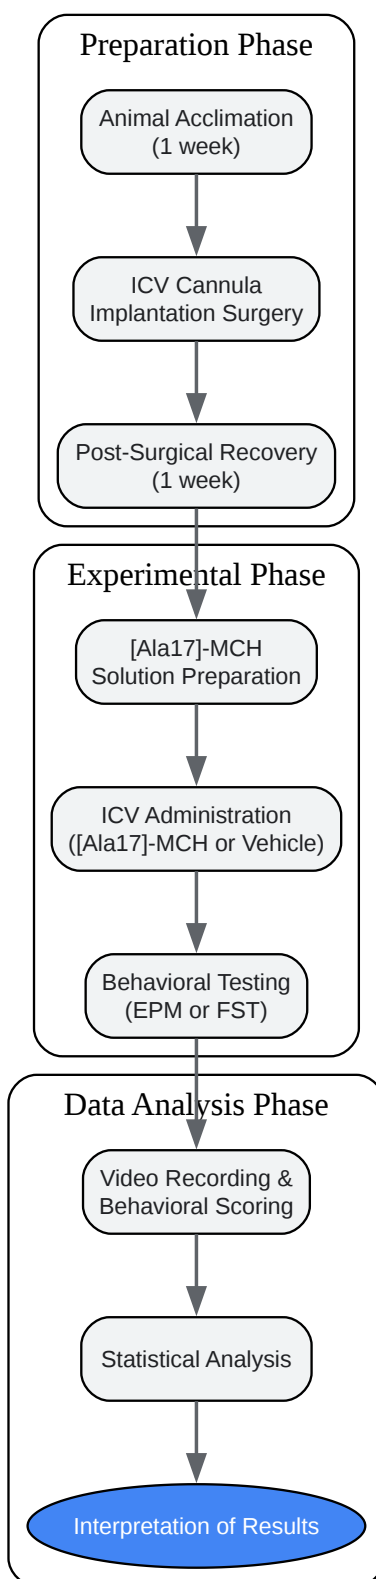 Preparation Phase
Animal Acclimation
(1 week)
ICV Cannula
Implantation Surgery
Post-Surgical Recovery
(1 week)
Experimental Phase
[Ala17]-MCH
Solution Preparation
ICV Administration
([Ala17]-MCH or Vehicle)
Behavioral Testing
(EPM or FST)
Data Analysis Phase
Video Recording &
Behavioral Scoring
Statistical Analysis
Interpretation of Results